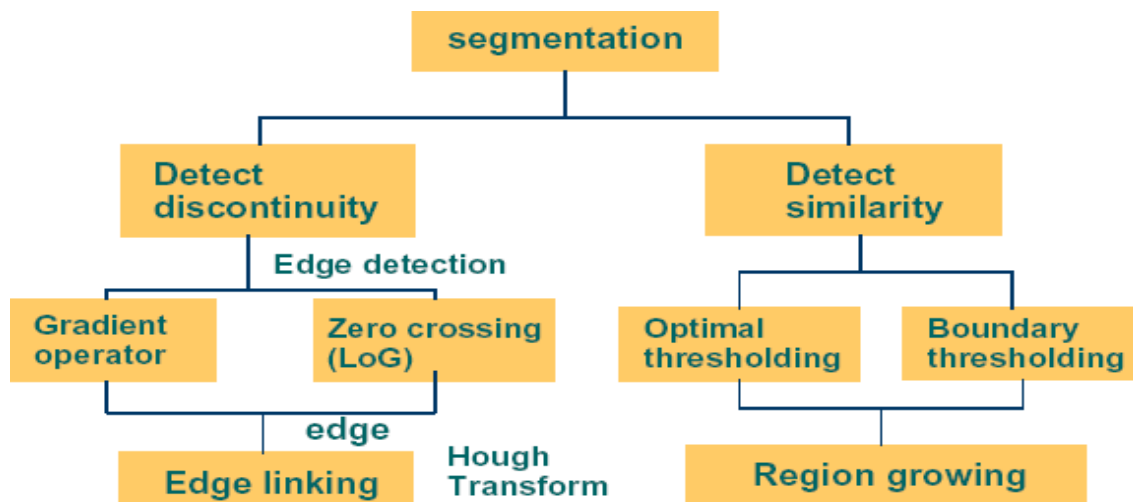 segmentation
Detect
discontinuity
Detect
similarity
Edge detection
Gradient
operator
Zero crossing
(LoG)
Optimal
thresholding
Boundary
thresholding
edge
Edge linking
Hough
Transform
Region growing